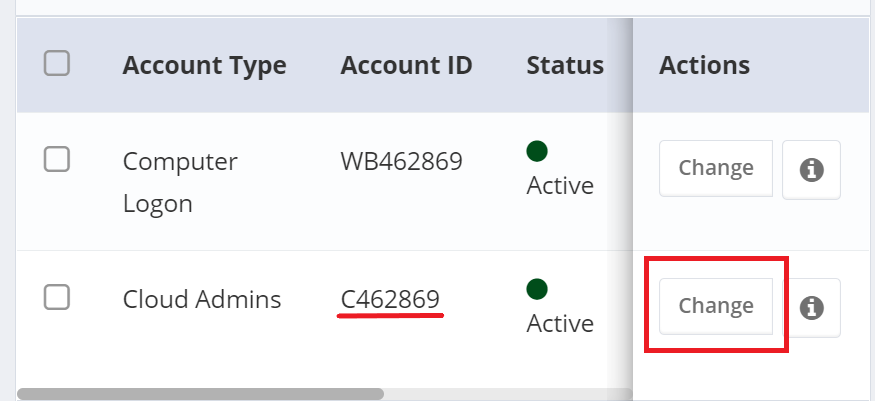 Account Type Account ID Status Actions
Computer Logon WB462869 Active Change
Cloud Admins C462869 Active Change